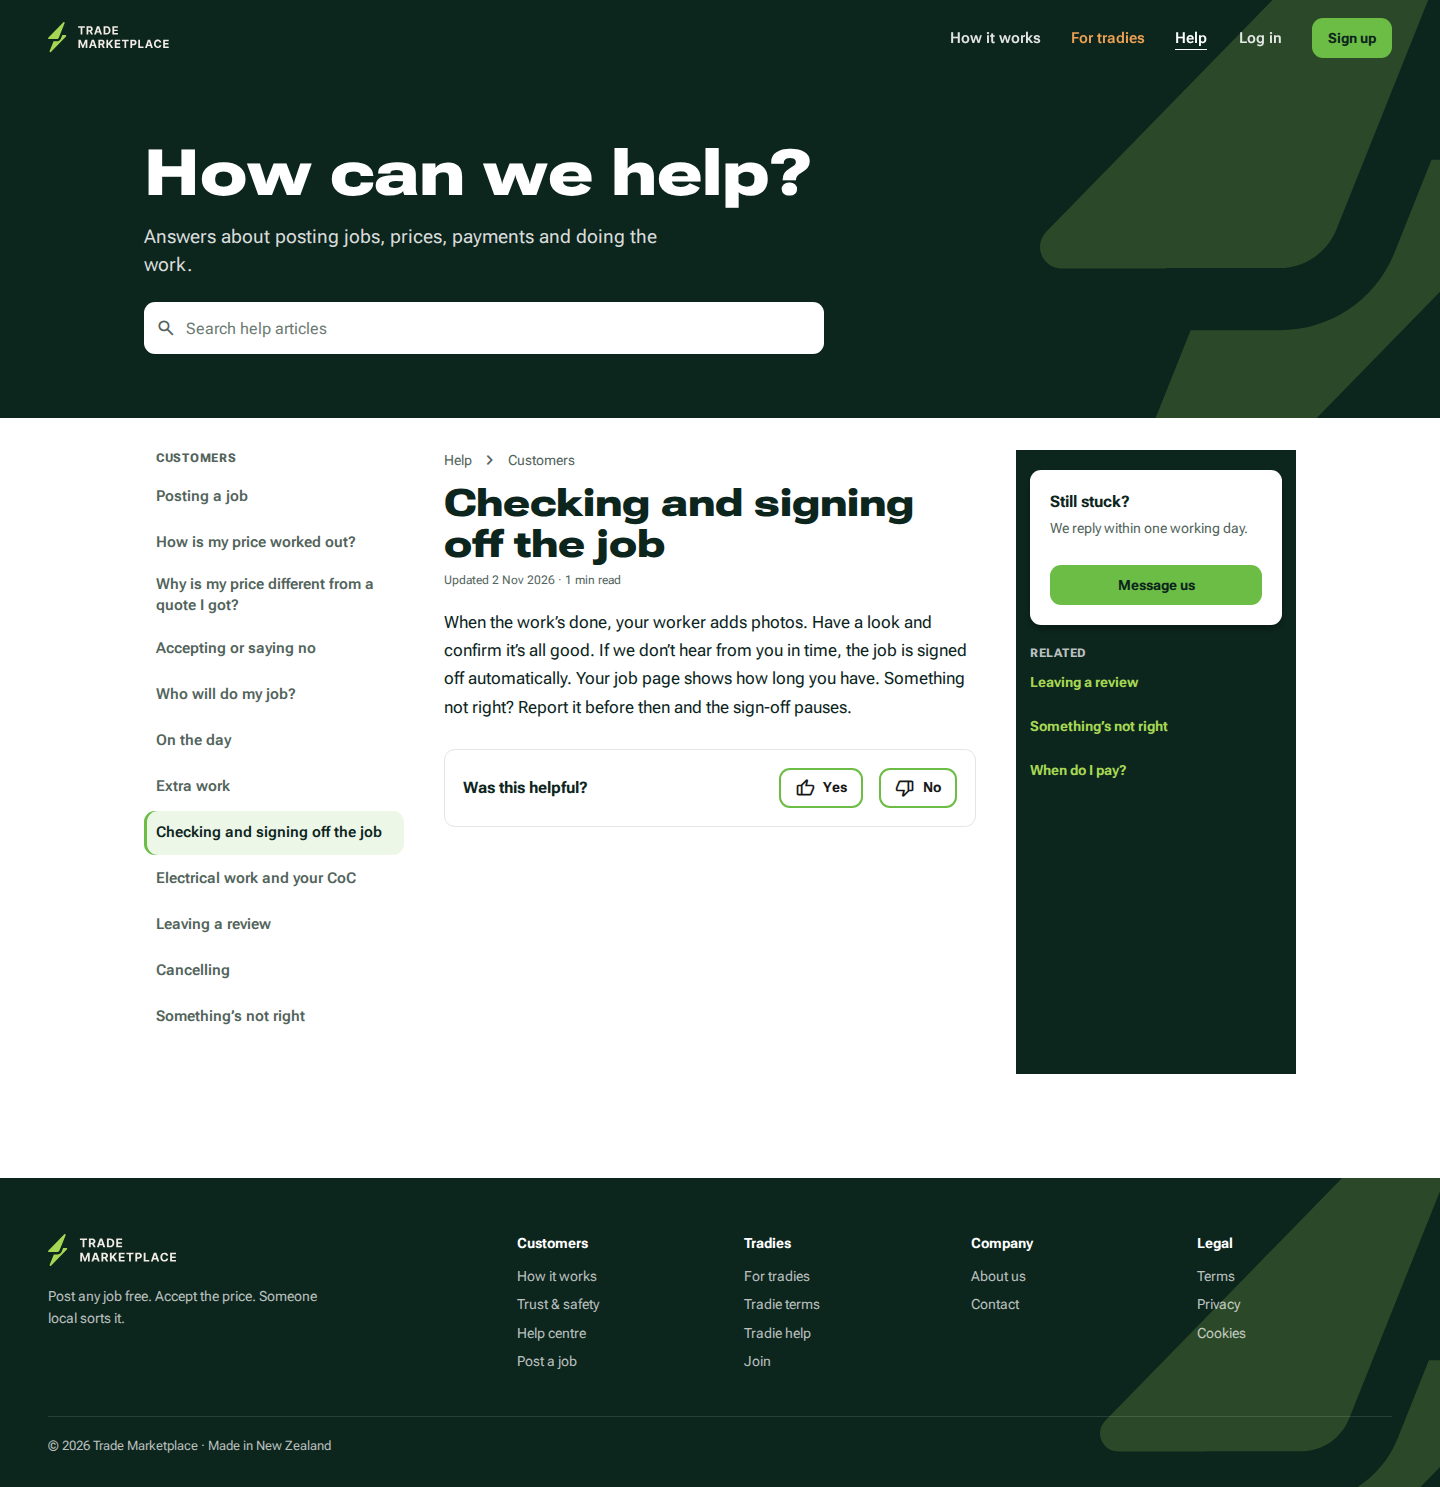 TRADE
MARKETPLACE
How it works
For tradies
Help
Log in
Sign up
How can we help?
Answers about posting jobs, prices, payments and doing the
work.
Search help articles
CUSTOMERS
Posting a job
How is my price worked out?
Why is my price different from a
quote I got?
Accepting or saying no
Who will do my job?
On the day
Extra work
Checking and signing off the job
Electrical work and your CoC
Leaving a review
Cancelling
Something’s not right
Help
Customers
Checking and signing
off the job
Updated 2 Nov 2026 · 1 min read
When the work’s done, your worker adds photos. Have a look and
confirm it’s all good. If we don’t hear from you in time, the job is signed
off automatically. Your job page shows how long you have. Something
not right? Report it before then and the sign-off pauses.
Was this helpful?
Yes
No
Still stuck?
We reply within one working day.
Message us
RELATED
Leaving a review
Something’s not right
When do I pay?
TRADE
MARKETPLACE
Post any job free. Accept the price. Someone
local sorts it.
Customers
How it works
Trust & safety
Help centre
Post a job
Tradies
For tradies
Tradie terms
Tradie help
Join
Company
About us
Contact
Legal
Terms
Privacy
Cookies
© 2026 Trade Marketplace · Made in New Zealand